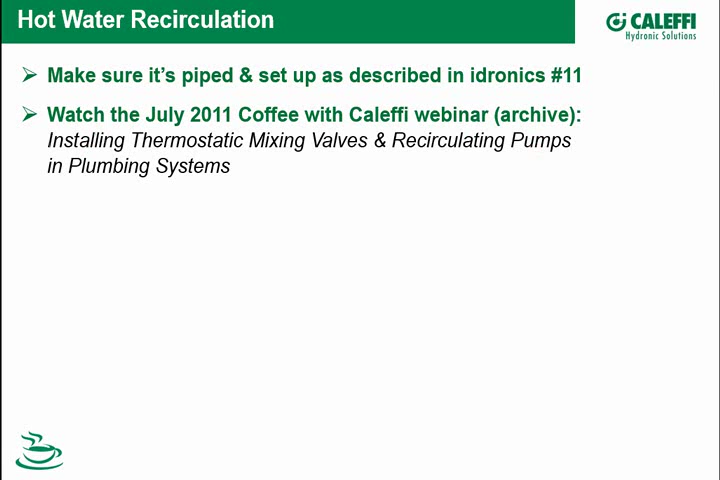 Hot Water Recirculation
CALEFFI
Hydronic Solutions
Make sure it's piped & set up as described in idronics #11
Watch the July 2011 Coffee with Caleffi webinar (archive):
Installing Thermostatic Mixing Valves & Recirculating Pumps
in Plumbing Systems